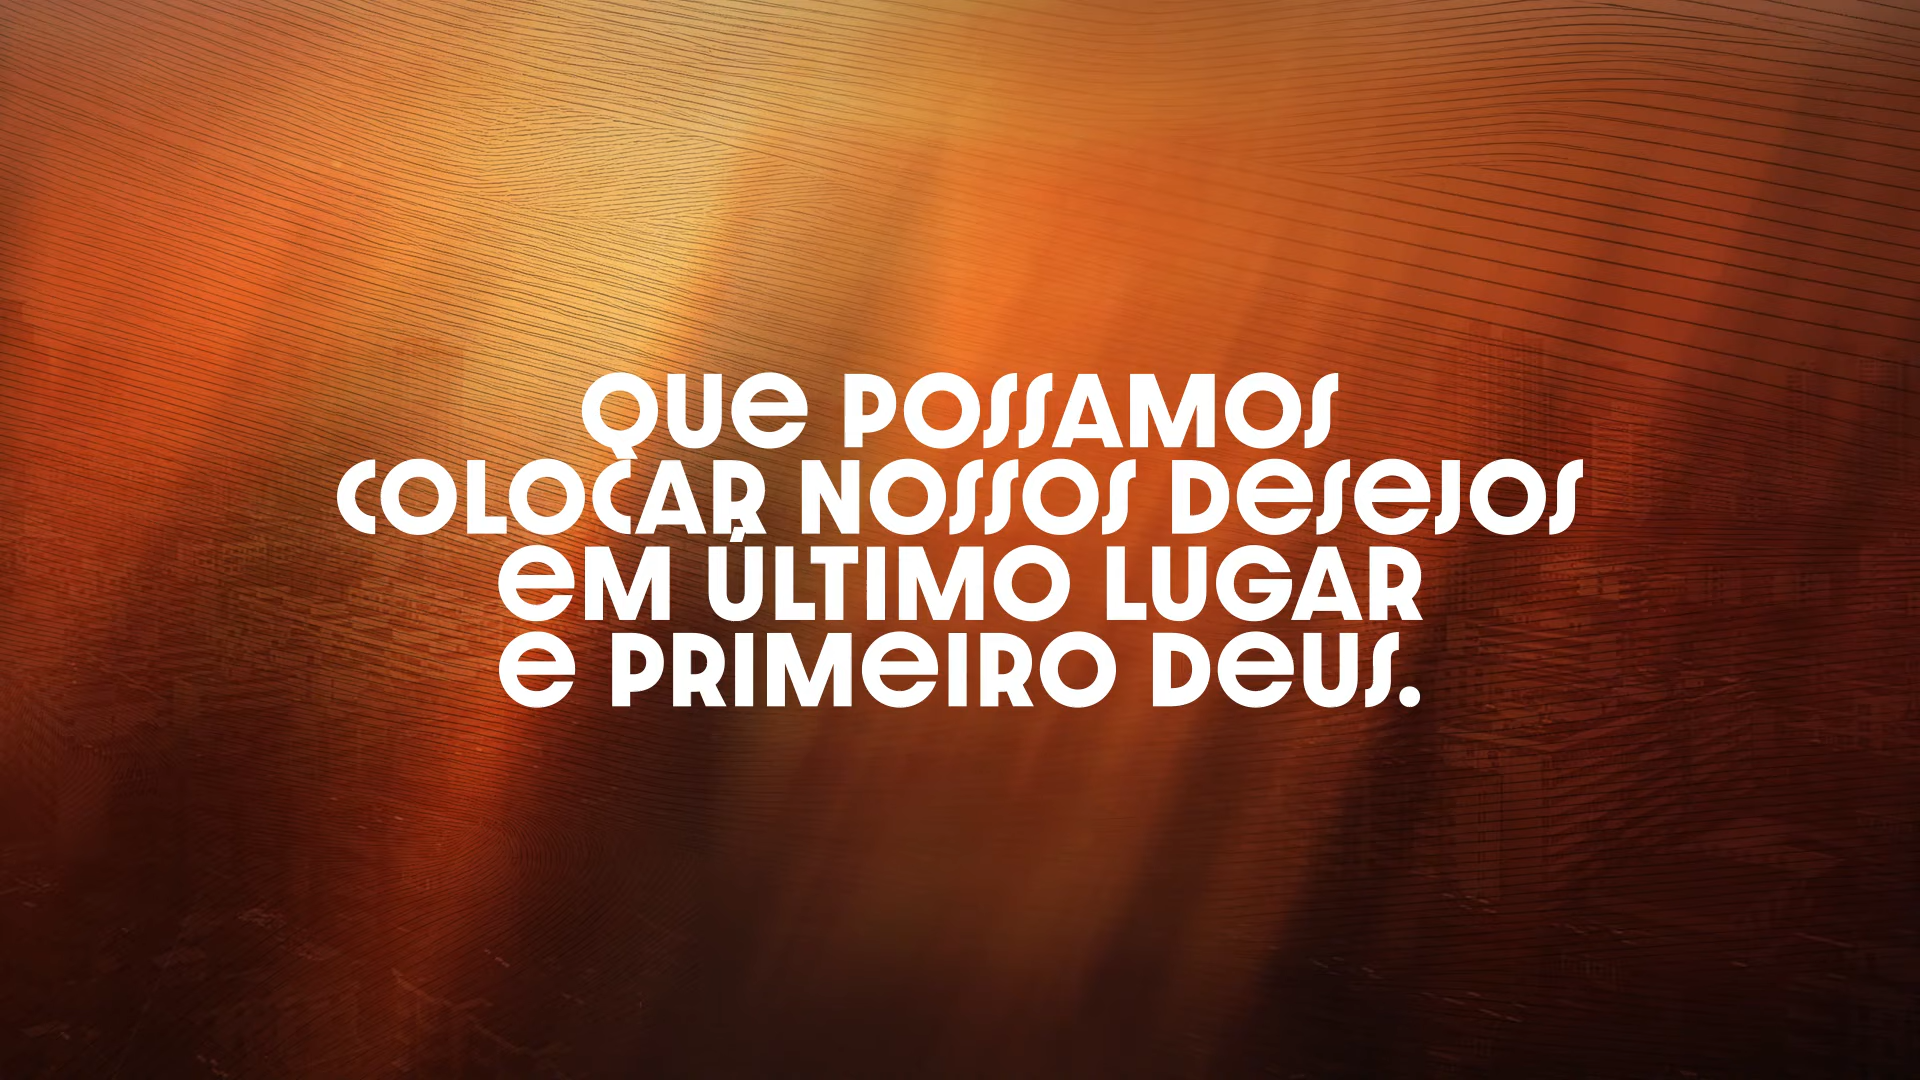 QUE POSSAMOS
COLOCAR NOSSOS DESEJOS
EM ÚLTIMO LUGAR
E PRIMEIRO DEUS.